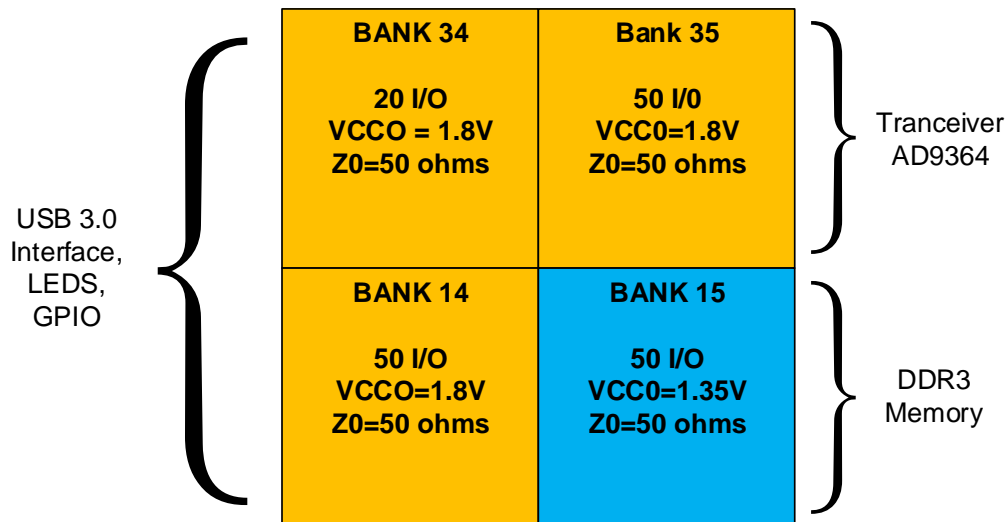 BANK 34
20 I/O
VCCO = 1.8V
Z0=50 ohms
Bank 35
50 I/0
VCC0=1.8V
Z0=50 ohms
Tranceiver
AD9364
USB 3.0
Interface,
LEDS,
GPIO
BANK 14
50 I/O
VCCO=1.8V
Z0=50 ohms
BANK 15
50 I/O
VCC0=1.35V
Z0=50 ohms
DDR3
Memory